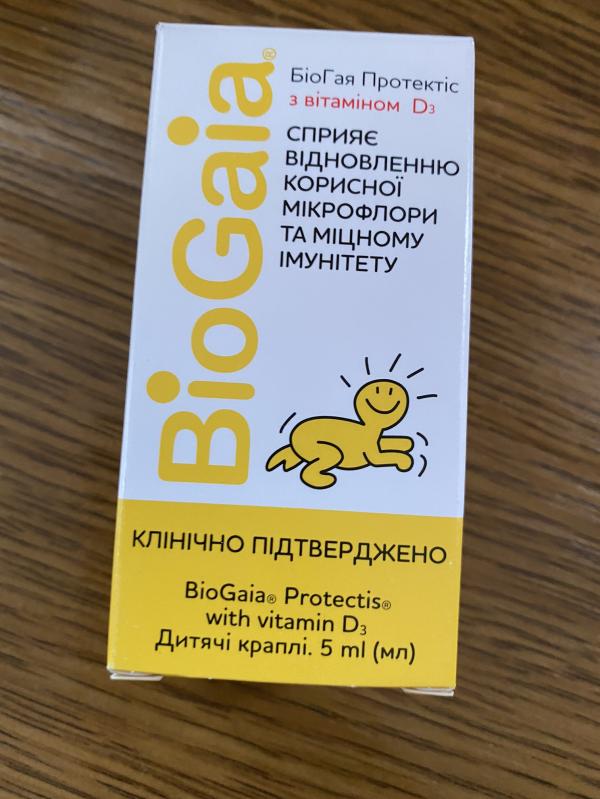 BioGaia®
БіоГая Протектіс
з вітаміном D₃
СПРИЯЄ
ВІДНОВЛЕННЮ
КОРИСНОЇ
МІКРОФЛОРИ
ТА МІЦНОМУ
ІМУНІТЕТУ
КЛІНІЧНО ПІДТВЕРДЖЕНО
BioGaia® Protectis®
with vitamin D₃
Дитячі краплі. 5 ml (мл)